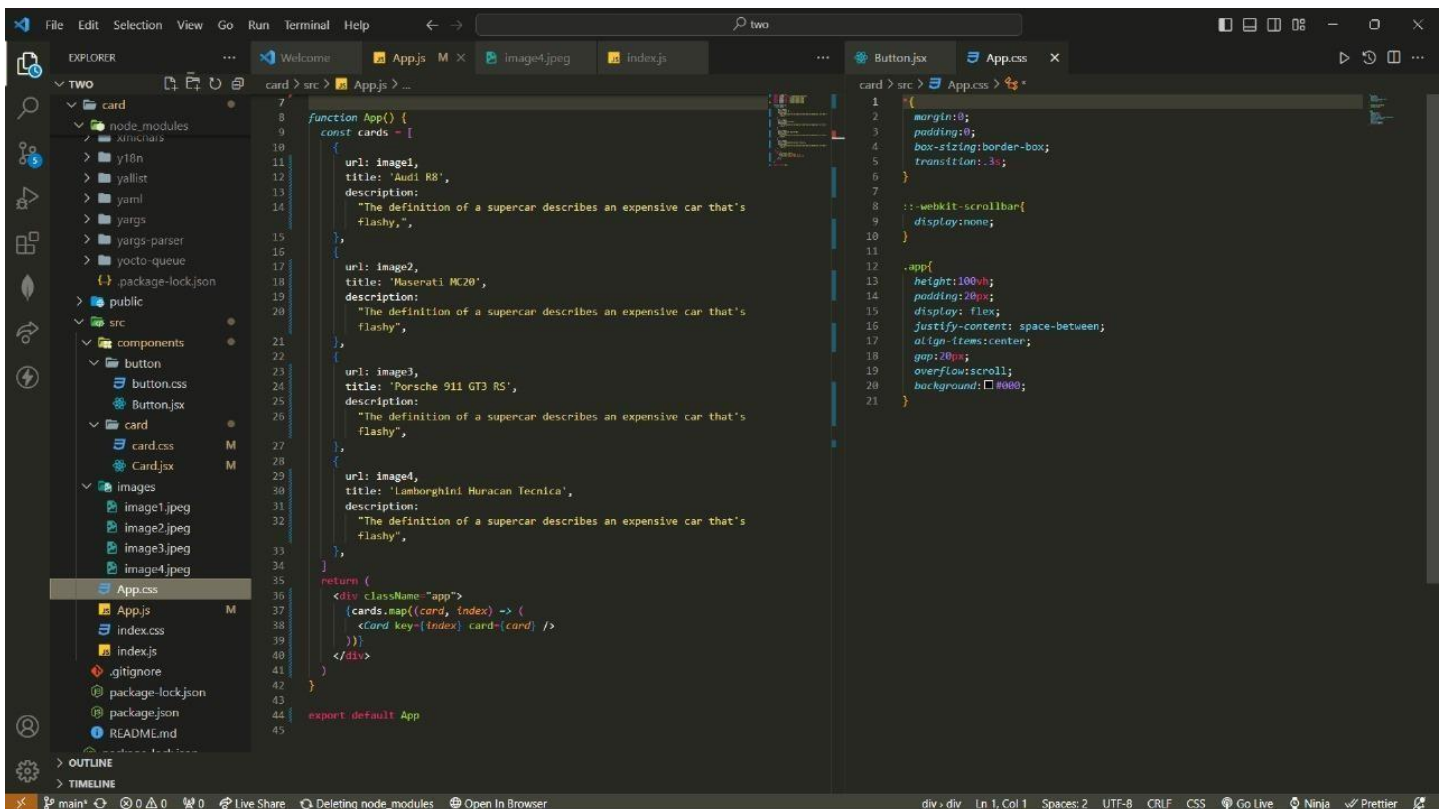 File Edit Selection View Go Run Terminal Help
two
EXPLORER
TWO
card
node_modules
xmlchars
y18n
yallist
yaml
yargs
yargs-parser
yocto-queue
.package-lock.json
public
src
components
button
button.css
Button.jsx
card
card.css M
Card.jsx M
images
image1.jpeg
image2.jpeg
image3.jpeg
image4.jpeg
App.css
App.js M
index.css
index.js
.gitignore
package-lock.json
package.json
README.md
OUTLINE
TIMELINE
Welcome App.js M image4.jpeg index.js
card > src > App.js > ...
7
8 function App() {
9 const cards = [
10 {
11 url: image1,
12 title: 'Audi R8',
13 description:
14 "The definition of a supercar describes an expensive car that's
flashy,",
15 },
16 {
17 url: image2,
18 title: 'Maserati MC20',
19 description:
20 "The definition of a supercar describes an expensive car that's
flashy",
21 },
22 {
23 url: image3,
24 title: 'Porsche 911 GT3 RS',
25 description:
26 "The definition of a supercar describes an expensive car that's
flashy",
27 },
28 {
29 url: image4,
30 title: 'Lamborghini Huracan Tecnica',
31 description:
32 "The definition of a supercar describes an expensive car that's
flashy",
33 },
34 ]
35 return (
36 <div className="app">
37 {cards.map((card, index) => (
38 <Card key={index} card={card} />
39 ))}
40 </div>
41 )
42 }
43
44 export default App
45
Button.jsx App.css
card > src > App.css > *
1 *{
2 margin:0;
3 padding:0;
4 box-sizing:border-box;
5 transition:.3s;
6 }
7
8 ::-webkit-scrollbar{
9 display:none;
10 }
11
12 .app{
13 height:100vh;
14 padding:20px;
15 display: flex;
16 justify-content: space-between;
17 align-items:center;
18 gap:20px;
19 overflow:scroll;
20 background: #000;
21 }
main* 0 0 0 Live Share Deleting node_modules Open In Browser
div > div Ln 1, Col 1 Spaces: 2 UTF-8 CRLF CSS Go Live Ninja Prettier